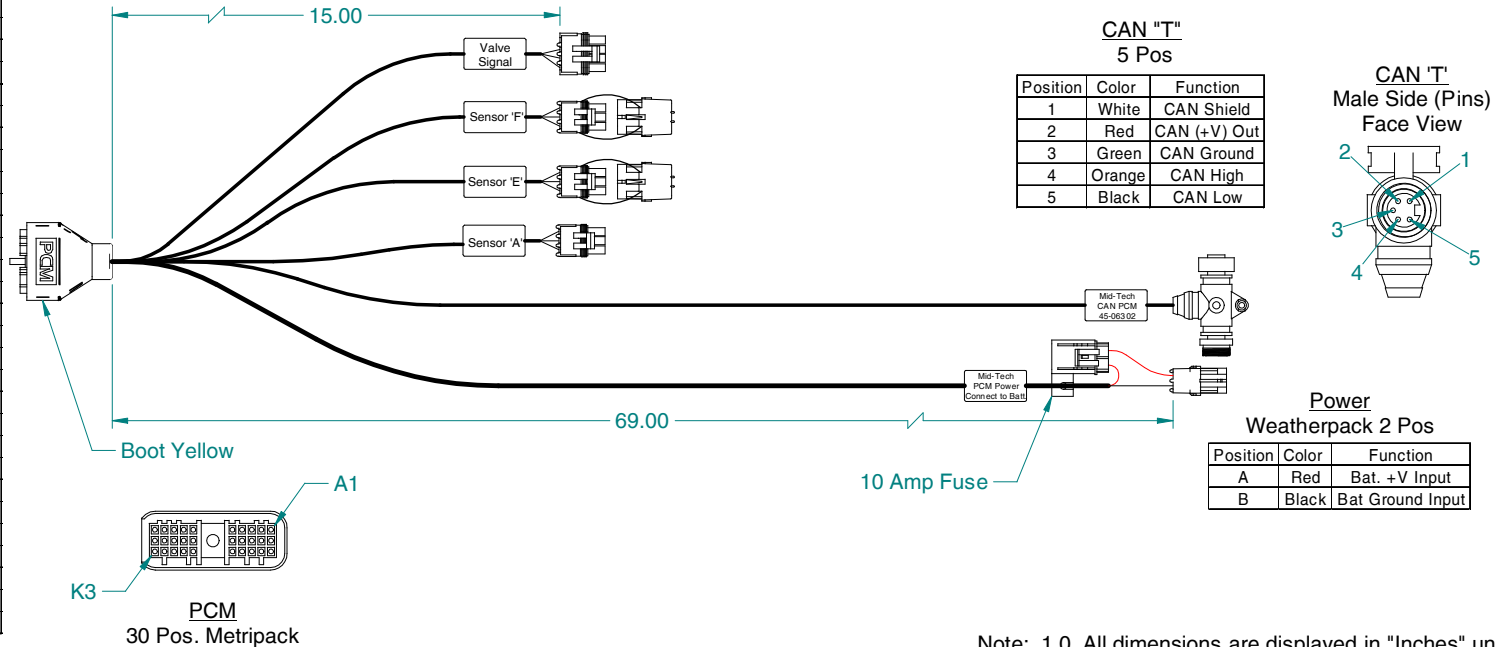 15.00
Valve
Signal
Sensor 'F'
Sensor 'E'
Sensor 'A'
PCM
Mid-Tech
CAN PCM
45-06302
Mid-Tech
PCM Power
Connect to Batt
69.00
Boot Yellow
10 Amp Fuse
A1
K3
PCM
30 Pos. Metripack
CAN "T"
5 Pos
Position Color Function
1 White CAN Shield
2 Red CAN (+V) Out
3 Green CAN Ground
4 Orange CAN High
5 Black CAN Low
CAN 'T'
Male Side (Pins)
Face View
2
1
3
4
5
Power
Weatherpack 2 Pos
Position Color Function
A Red Bat. +V Input
B Black Bat Ground Input
Note: 1.0 All dimensions are displayed in "Inches" un